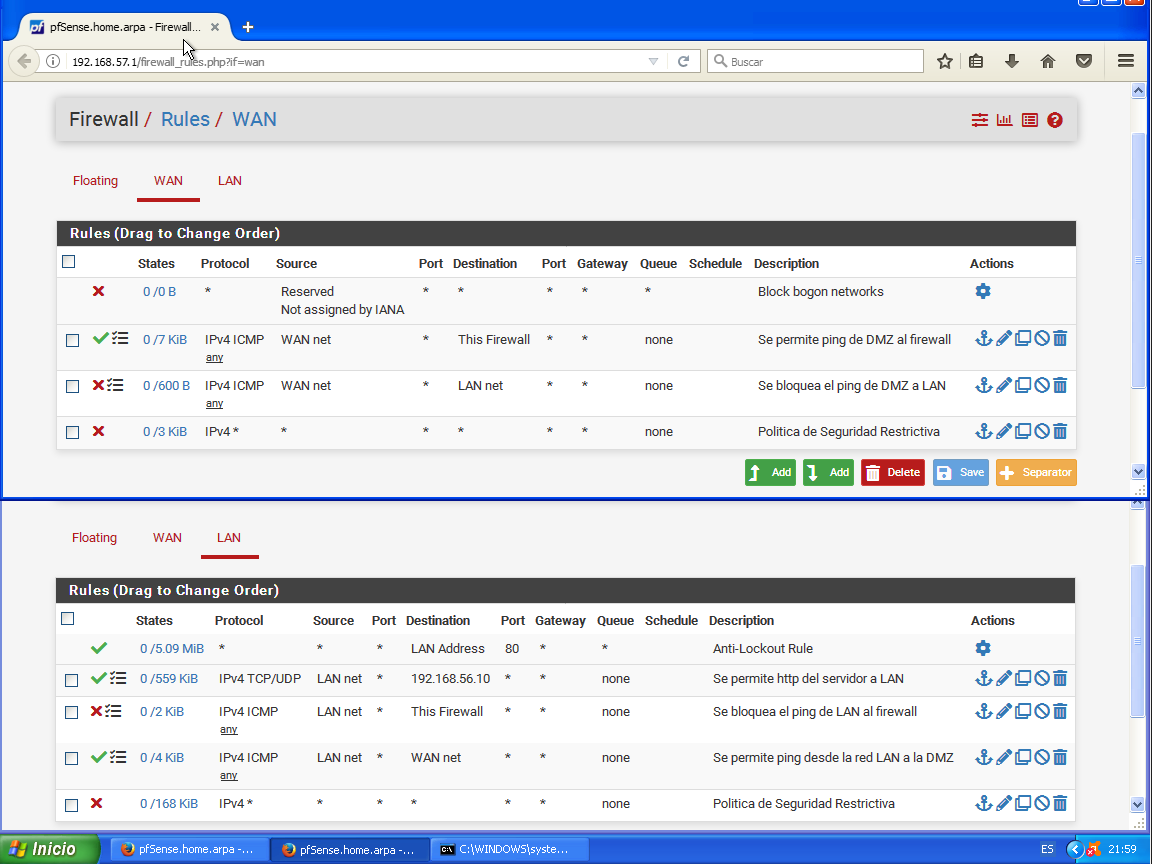 pfSense.home.arpa - Firewall...
192.168.57.1/firewall_rules.php?if=wan
Buscar
Firewall / Rules / WAN
Floating WAN LAN
Rules (Drag to Change Order)
States Protocol Source Port Destination Port Gateway Queue Schedule Description Actions
0 /0 B * Reserved * * * * * Block bogon networks
Not assigned by IANA
0 /7 KiB IPv4 ICMP WAN net * This Firewall * * none Se permite ping de DMZ al firewall
any
0 /600 B IPv4 ICMP WAN net * LAN net * * none Se bloquea el ping de DMZ a LAN
any
0 /3 KiB IPv4 * * * * * * none Politica de Seguridad Restrictiva
Add Add Delete Save Separator
Floating WAN LAN
Rules (Drag to Change Order)
States Protocol Source Port Destination Port Gateway Queue Schedule Description Actions
0 /5.09 MiB * * * LAN Address 80 * * Anti-Lockout Rule
0 /559 KiB IPv4 TCP/UDP LAN net * 192.168.56.10 * * none Se permite http del servidor a LAN
0 /2 KiB IPv4 ICMP LAN net * This Firewall * * none Se bloquea el ping de LAN al firewall
any
0 /4 KiB IPv4 ICMP LAN net * WAN net * * none Se permite ping desde la red LAN a la DMZ
any
0 /168 KiB IPv4 * * * * * * none Politica de Seguridad Restrictiva
Inicio pfSense.home.arpa -... pfSense.home.arpa -... C:\WINDOWS\syste... ES 21:59